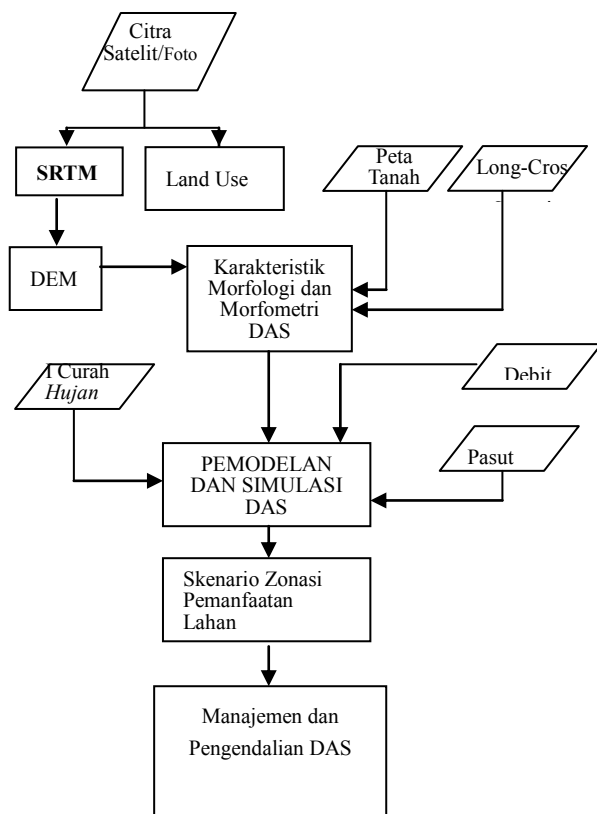 Citra
Satelit/Foto
SRTM
Land Use
Peta
Tanah
Long-Cros
DEM
Karakteristik
Morfologi dan
Morfometri
DAS
I Curah
Hujan
Debit
PEMODELAN
DAN SIMULASI
DAS
Pasut
Skenario Zonasi
Pemanfaatan
Lahan
Manajemen dan
Pengendalian DAS